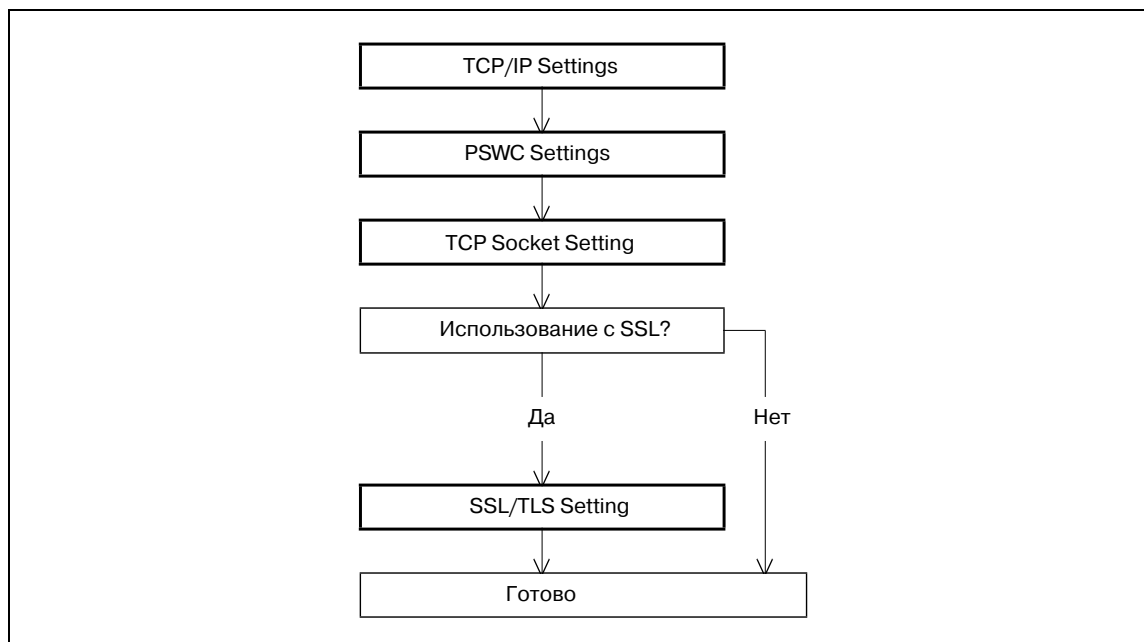 TCP/IP Settings
PSWC Settings
TCP Socket Setting
Использование с SSL?
Да
Нет
SSL/TLS Setting
Готово